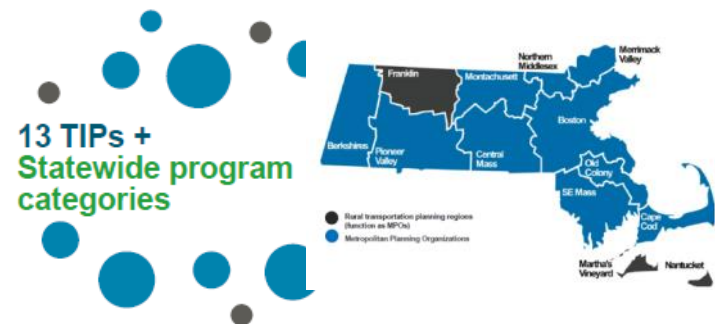 13 TIPs +
Statewide program
categories
Franklin
Montachusett
Northern
Middlesex
Merrimack
Valley
Berkshires
Pioneer
Valley
Central
Mass
Boston
Old
Colony
SE Mass
Cape
Cod
Martha's
Vineyard
Nantucket
Rural transportation planning regions
(function as MPOs)
Metropolitan Planning Organizations